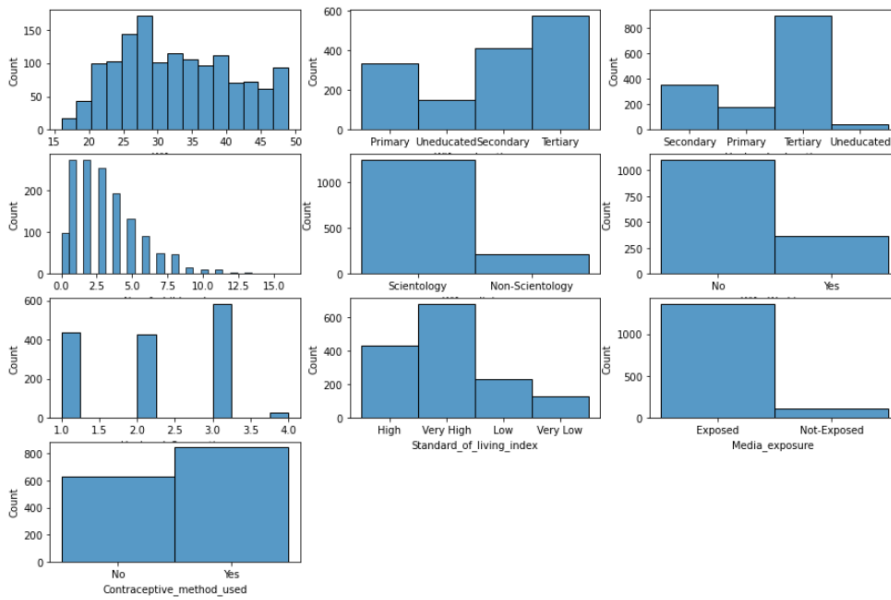 Count
150
100
50
0
15 20 25 30 35 40 45 50
Count
600
400
200
0
Primary Uneducated Secondary Tertiary
Count
800
600
400
200
0
Secondary Primary Tertiary Uneducated
Count
200
100
0
0.0 2.5 5.0 7.5 10.0 12.5 15.0
Count
1000
500
0
Scientology Non-Scientology
Count
1000
750
500
250
0
No Yes
Count
600
400
200
0
1.0 1.5 2.0 2.5 3.0 3.5 4.0
Count
600
400
200
0
High Very High Low Very Low
Standard_of_living_index
Count
1000
500
0
Exposed Not-Exposed
Media_exposure
Count
800
600
400
200
0
No Yes
Contraceptive_method_used